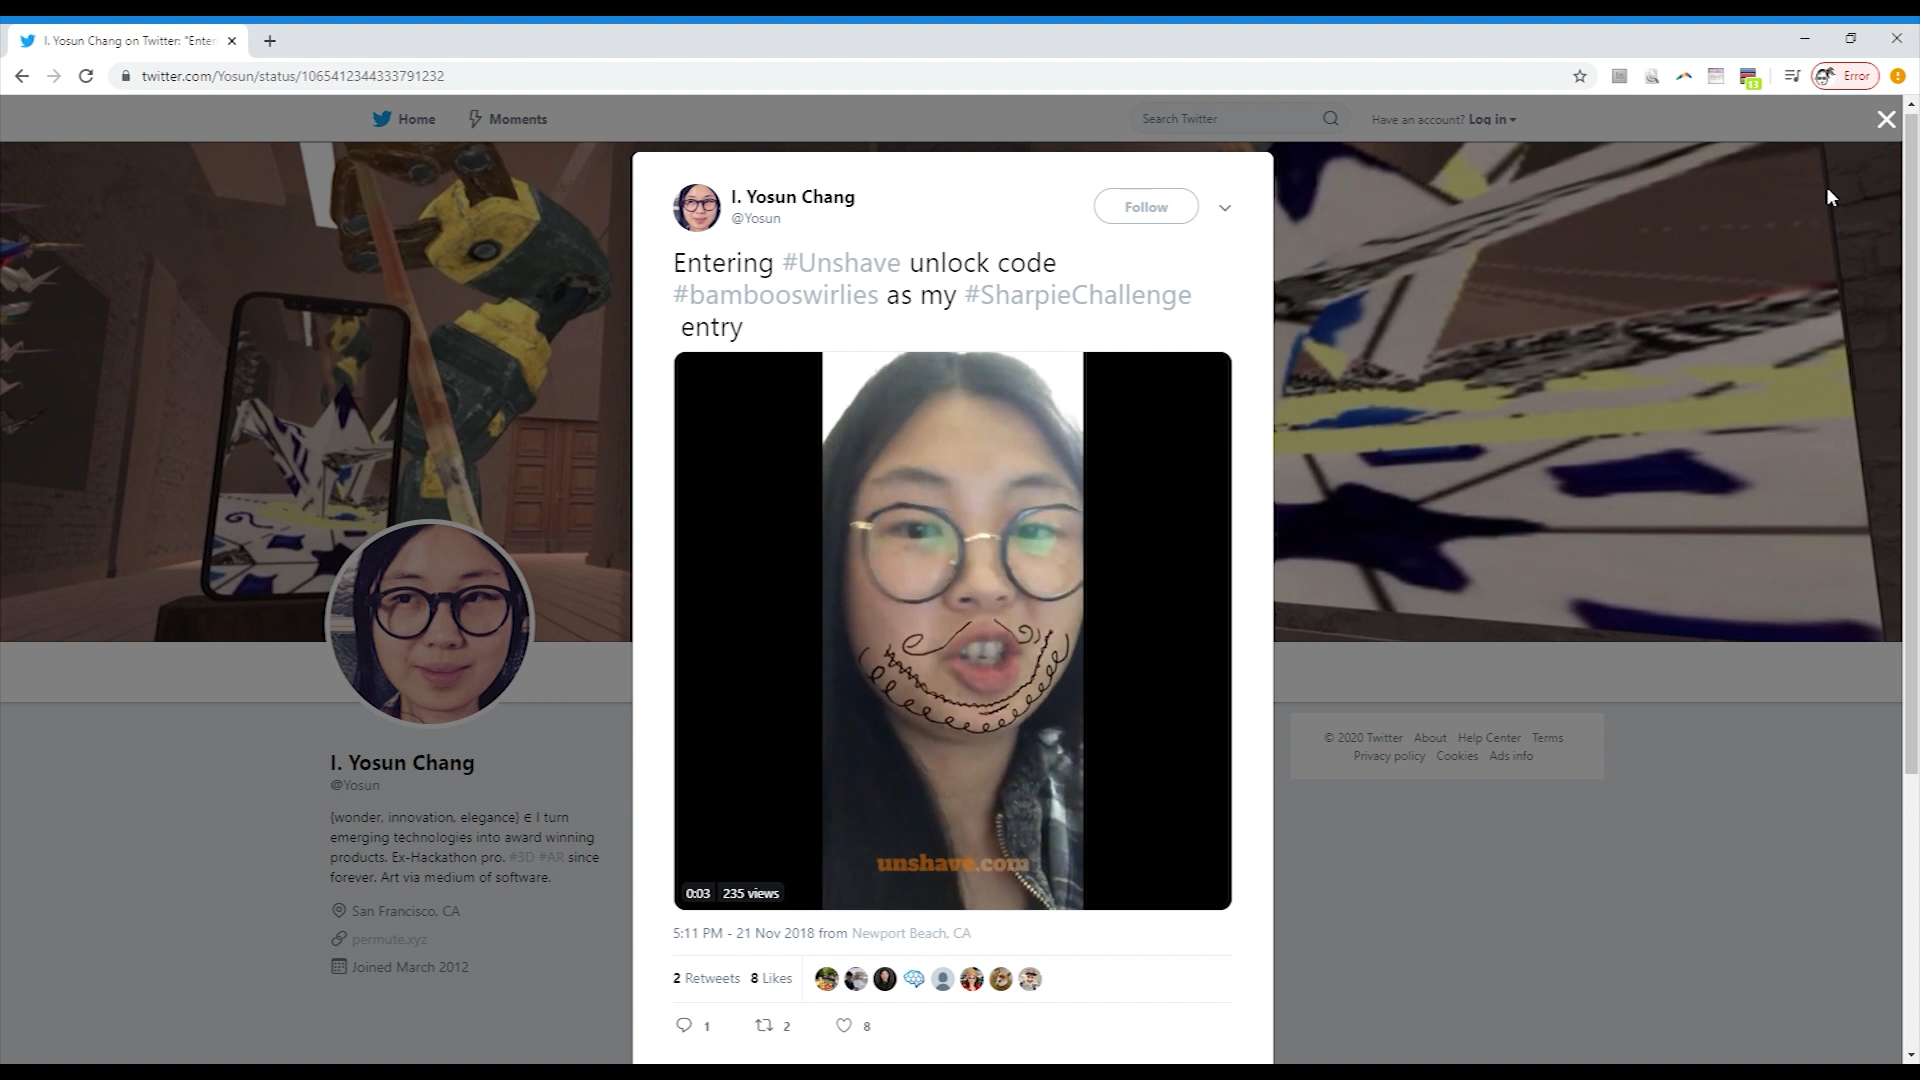 I. Yosun Chang on Twitter: "Enter
twitter.com/Yosun/status/1065412344333791232
13
Error
Home
Moments
Search Twitter
Have an account? Log in
I. Yosun Chang
@Yosun
Follow
Entering #Unshave unlock code
#bambooswirlies as my #SharpieChallenge
entry
unshave.com
0:03 235 views
5:11 PM - 21 Nov 2018 from Newport Beach, CA
2 Retweets 8 Likes
1 2 8
I. Yosun Chang
@Yosun
{wonder, innovation, elegance} ∈ I turn
emerging technologies into award winning
products. Ex-Hackathon pro. #3D #AR since
forever. Art via medium of software.
San Francisco, CA
permute.xyz
Joined March 2012
© 2020 Twitter About Help Center Terms
Privacy policy Cookies Ads info